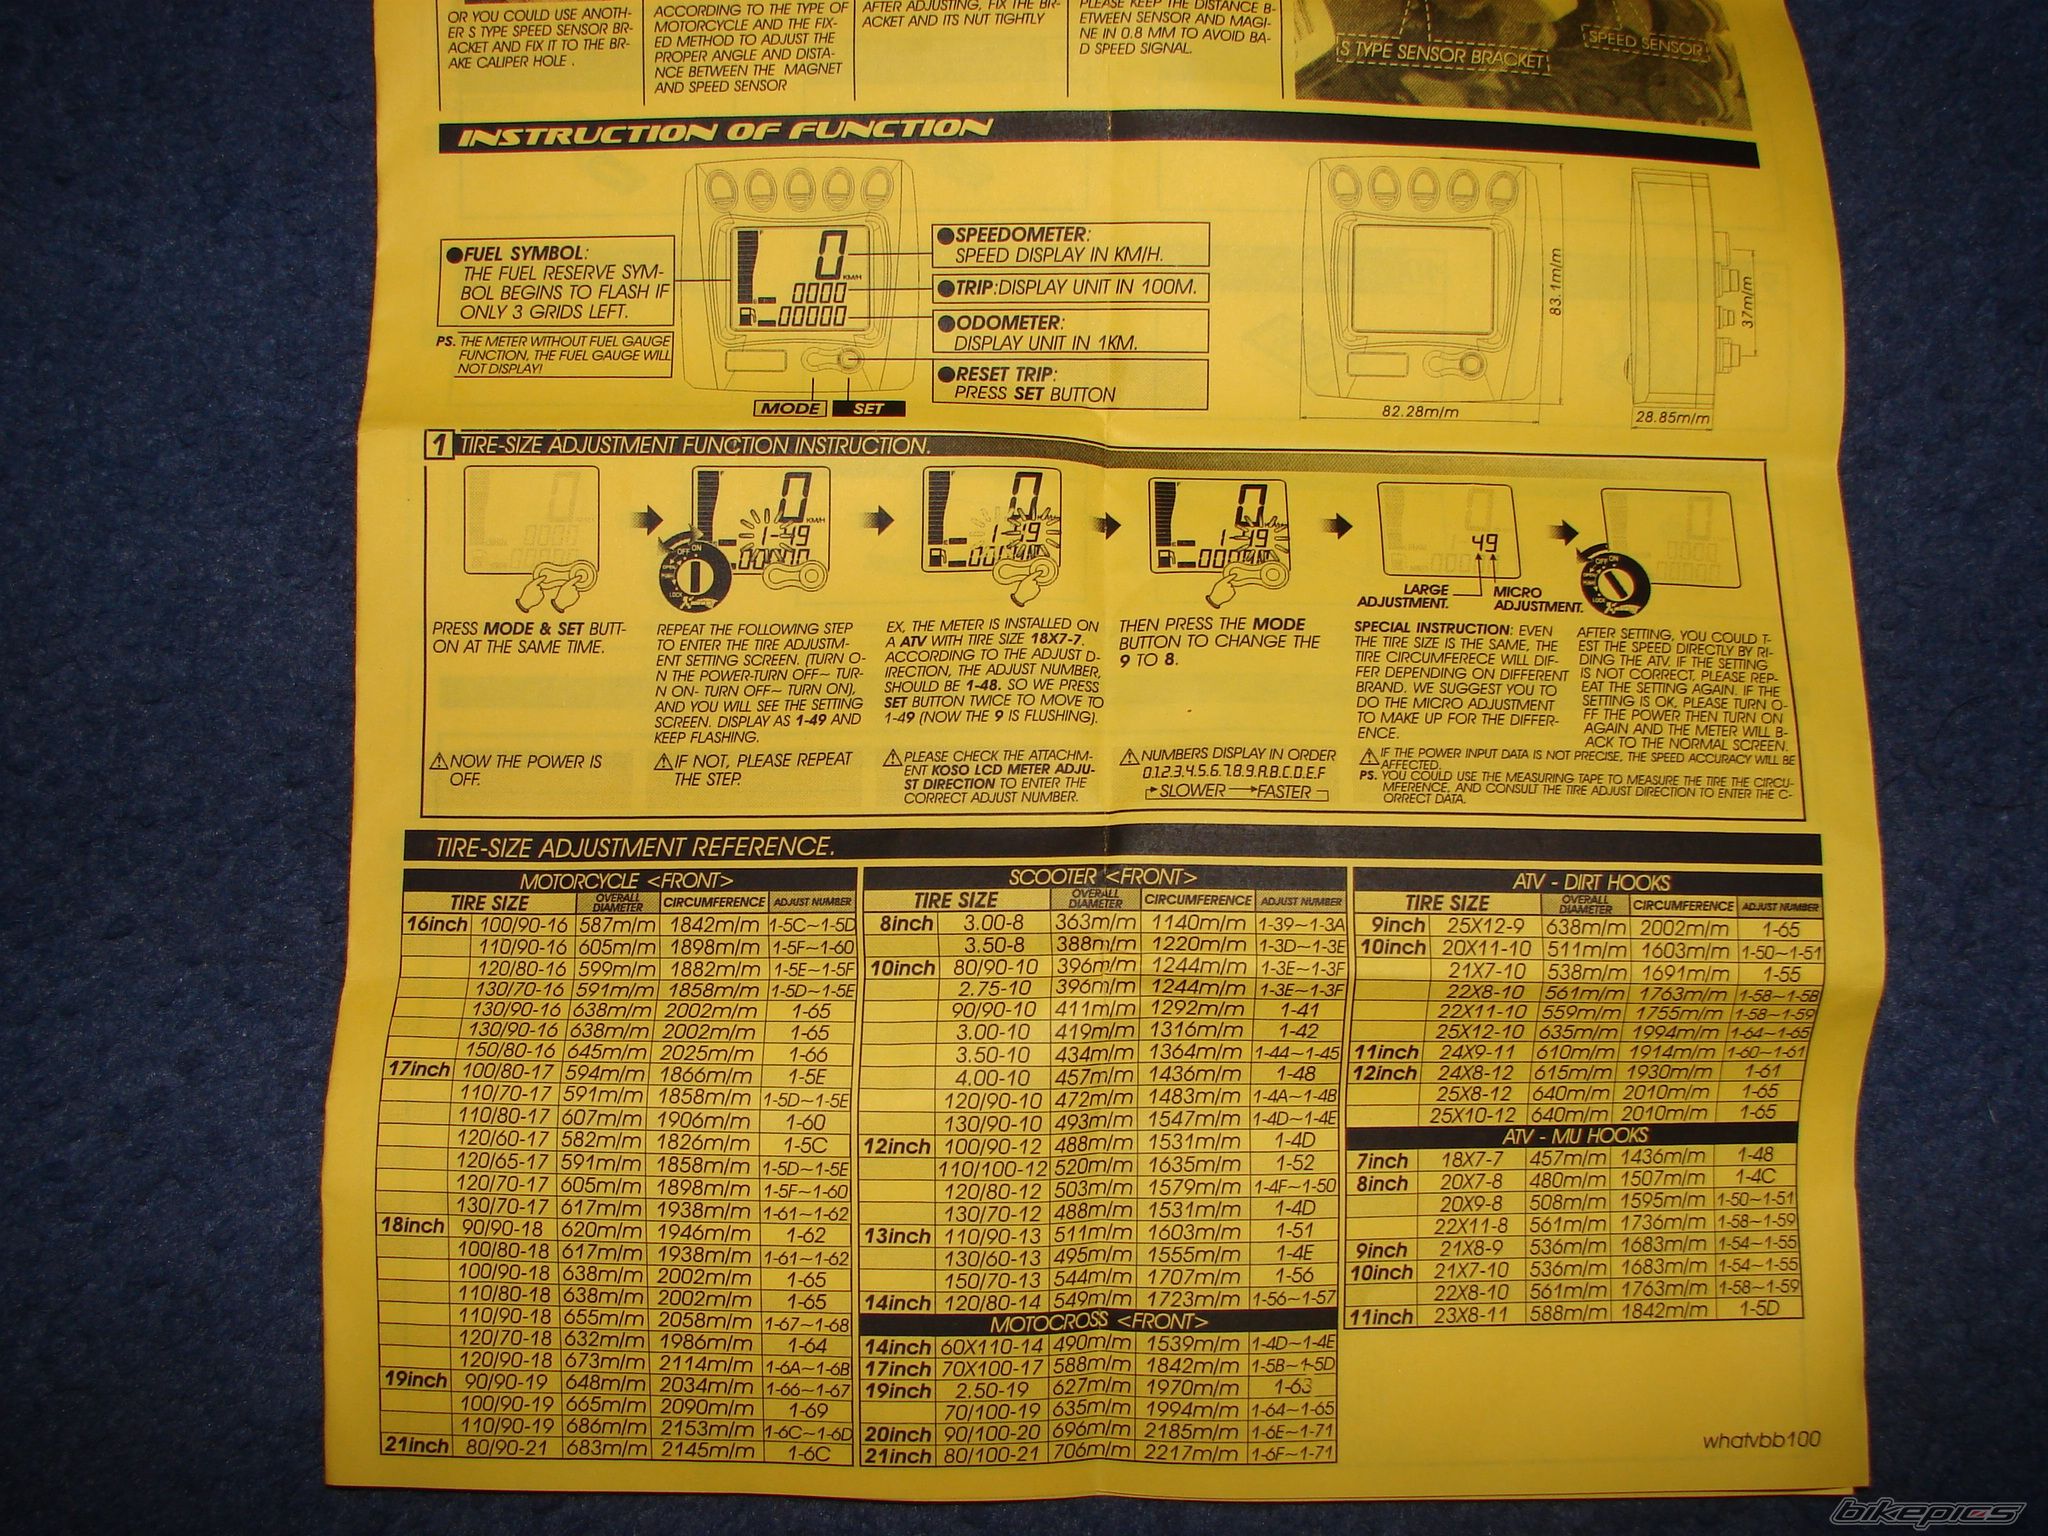 OR YOU COULD USE ANOTH-
ER S TYPE SPEED SENSOR BR-
ACKET AND FIX IT TO THE BR-
AKE CALIPER HOLE .
ACCORDING TO THE TYPE OF
MOTORCYCLE AND THE FIX-
ED METHOD TO ADJUST THE
PROPER ANGLE AND DISTA-
NCE BETWEEN THE MAGNET
AND SPEED SENSOR
AFTER ADJUSTING, FIX THE BR-
ACKET AND ITS NUT TIGHTLY
PLEASE KEEP THE DISTANCE B-
ETWEEN SENSOR AND MAGI-
NE IN 0.8 MM TO AVOID BA-
D SPEED SIGNAL.
S TYPE SENSOR BRACKET
SPEED SENSOR
INSTRUCTION OF FUNCTION
●FUEL SYMBOL:
THE FUEL RESERVE SYM-
BOL BEGINS TO FLASH IF
ONLY 3 GRIDS LEFT.
PS. THE METER WITHOUT FUEL GAUGE
FUNCTION, THE FUEL GAUGE WILL
NOT DISPLAY!
F
0
KM/H
0000
00000
MODE SET
●SPEEDOMETER:
SPEED DISPLAY IN KM/H.
●TRIP:DISPLAY UNIT IN 100M.
●ODOMETER:
DISPLAY UNIT IN 1KM.
●RESET TRIP:
PRESS SET BUTTON
83.1m/m
82.28m/m
37m/m
28.85m/m
1 TIRE-SIZE ADJUSTMENT FUNCTION INSTRUCTION.
PRESS MODE & SET BUTT-
ON AT THE SAME TIME.
⚠NOW THE POWER IS
OFF.
REPEAT THE FOLLOWING STEP
TO ENTER THE TIRE ADJUSTM-
ENT SETTING SCREEN. (TURN O-
N THE POWER-TURN OFF~ TUR-
N ON- TURN OFF~ TURN ON),
AND YOU WILL SEE THE SETTING
SCREEN. DISPLAY AS 1-49 AND
KEEP FLASHING.
⚠IF NOT, PLEASE REPEAT
THE STEP.
EX, THE METER IS INSTALLED ON
A ATV WITH TIRE SIZE 18X7-7.
ACCORDING TO THE ADJUST D-
IRECTION, THE ADJUST NUMBER,
SHOULD BE 1-48. SO WE PRESS
SET BUTTON TWICE TO MOVE TO
1-49 (NOW THE 9 IS FLUSHING).
⚠PLEASE CHECK THE ATTACHM-
ENT KOSO LCD METER ADJU-
ST DIRECTION TO ENTER THE
CORRECT ADJUST NUMBER.
THEN PRESS THE MODE
BUTTON TO CHANGE THE
9 TO 8.
⚠NUMBERS DISPLAY IN ORDER
0.1.2.3.4.5.6.7.8.9.A.B.C.D.E.F
SLOWER FASTER
49
LARGE
ADJUSTMENT.
MICRO
ADJUSTMENT.
SPECIAL INSTRUCTION: EVEN
THE TIRE SIZE IS THE SAME, THE
TIRE CIRCUMFERECE WILL DIF-
FER DEPENDING ON DIFFERENT
BRAND. WE SUGGEST YOU TO
DO THE MICRO ADJUSTMENT
TO MAKE UP FOR THE DIFFER-
ENCE.
AFTER SETTING, YOU COULD T-
EST THE SPEED DIRECTLY BY RI-
DING THE ATV. IF THE SETTING
IS NOT CORRECT, PLEASE REP-
EAT THE SETTING AGAIN. IF THE
SETTING IS OK, PLEASE TURN O-
FF THE POWER THEN TURN ON
AGAIN AND THE METER WILL B-
ACK TO THE NORMAL SCREEN.
⚠IF THE POWER INPUT DATA IS NOT PRECISE, THE SPEED ACCURACY WILL BE
AFFECTED.
PS. YOU COULD USE THE MEASURING TAPE TO MEASURE THE TIRE THE CIRCU-
MFERENCE, AND CONSULT THE TIRE ADJUST DIRECTION TO ENTER THE C-
ORRECT DATA.
TIRE-SIZE ADJUSTMENT REFERENCE.
MOTORCYCLE <FRONT>
TIRE SIZE OVERALL DIAMETER CIRCUMFERENCE ADJUST NUMBER
16inch 100/90-16 587m/m 1842m/m 1-5C~1-5D
110/90-16 605m/m 1898m/m 1-5F~1-60
120/80-16 599m/m 1882m/m 1-5E~1-5F
130/70-16 591m/m 1858m/m 1-5D~1-5E
130/90-16 638m/m 2002m/m 1-65
130/90-16 638m/m 2002m/m 1-65
150/80-16 645m/m 2025m/m 1-66
17inch 100/80-17 594m/m 1866m/m 1-5E
110/70-17 591m/m 1858m/m 1-5D~1-5E
110/80-17 607m/m 1906m/m 1-60
120/60-17 582m/m 1826m/m 1-5C
120/65-17 591m/m 1858m/m 1-5D~1-5E
120/70-17 605m/m 1898m/m 1-5F~1-60
130/70-17 617m/m 1938m/m 1-61~1-62
18inch 90/90-18 620m/m 1946m/m 1-62
100/80-18 617m/m 1938m/m 1-61~1-62
100/90-18 638m/m 2002m/m 1-65
110/80-18 638m/m 2002m/m 1-65
110/90-18 655m/m 2058m/m 1-67~1-68
120/70-18 632m/m 1986m/m 1-64
120/90-18 673m/m 2114m/m 1-6A~1-6B
19inch 90/90-19 648m/m 2034m/m 1-66~1-67
100/90-19 665m/m 2090m/m 1-69
110/90-19 686m/m 2153m/m 1-6C~1-6D
21inch 80/90-21 683m/m 2145m/m 1-6C
SCOOTER <FRONT>
TIRE SIZE OVERALL DIAMETER CIRCUMFERENCE ADJUST NUMBER
8inch 3.00-8 363m/m 1140m/m 1-39~1-3A
3.50-8 388m/m 1220m/m 1-3D~1-3E
10inch 80/90-10 396m/m 1244m/m 1-3E~1-3F
2.75-10 396m/m 1244m/m 1-3E~1-3F
90/90-10 411m/m 1292m/m 1-41
3.00-10 419m/m 1316m/m 1-42
3.50-10 434m/m 1364m/m 1-44~1-45
4.00-10 457m/m 1436m/m 1-48
120/90-10 472m/m 1483m/m 1-4A~1-4B
130/90-10 493m/m 1547m/m 1-4D~1-4E
12inch 100/90-12 488m/m 1531m/m 1-4D
110/100-12 520m/m 1635m/m 1-52
120/80-12 503m/m 1579m/m 1-4F~1-50
130/70-12 488m/m 1531m/m 1-4D
13inch 110/90-13 511m/m 1603m/m 1-51
130/60-13 495m/m 1555m/m 1-4E
150/70-13 544m/m 1707m/m 1-56
14inch 120/80-14 549m/m 1723m/m 1-56~1-57
MOTOCROSS <FRONT>
14inch 60X110-14 490m/m 1539m/m 1-4D~1-4E
17inch 70X100-17 588m/m 1842m/m 1-5B~1-5D
19inch 2.50-19 627m/m 1970m/m 1-63
70/100-19 635m/m 1994m/m 1-64~1-65
20inch 90/100-20 696m/m 2185m/m 1-6E~1-71
21inch 80/100-21 706m/m 2217m/m 1-6F~1-71
ATV - DIRT HOOKS
TIRE SIZE OVERALL DIAMETER CIRCUMFERENCE ADJUST NUMBER
9inch 25X12-9 638m/m 2002m/m 1-65
10inch 20X11-10 511m/m 1603m/m 1-50~1-51
21X7-10 538m/m 1691m/m 1-55
22X8-10 561m/m 1763m/m 1-58~1-5B
22X11-10 559m/m 1755m/m 1-58~1-59
25X12-10 635m/m 1994m/m 1-64~1-65
11inch 24X9-11 610m/m 1914m/m 1-60~1-61
12inch 24X8-12 615m/m 1930m/m 1-61
25X8-12 640m/m 2010m/m 1-65
25X10-12 640m/m 2010m/m 1-65
ATV - MU HOOKS
7inch 18X7-7 457m/m 1436m/m 1-48
8inch 20X7-8 480m/m 1507m/m 1-4C
20X9-8 508m/m 1595m/m 1-50~1-51
22X11-8 561m/m 1736m/m 1-58~1-59
9inch 21X8-9 536m/m 1683m/m 1-54~1-55
10inch 21X7-10 536m/m 1683m/m 1-54~1-55
22X8-10 561m/m 1763m/m 1-58~1-59
11inch 23X8-11 588m/m 1842m/m 1-5D
whatvbb100
bikepics